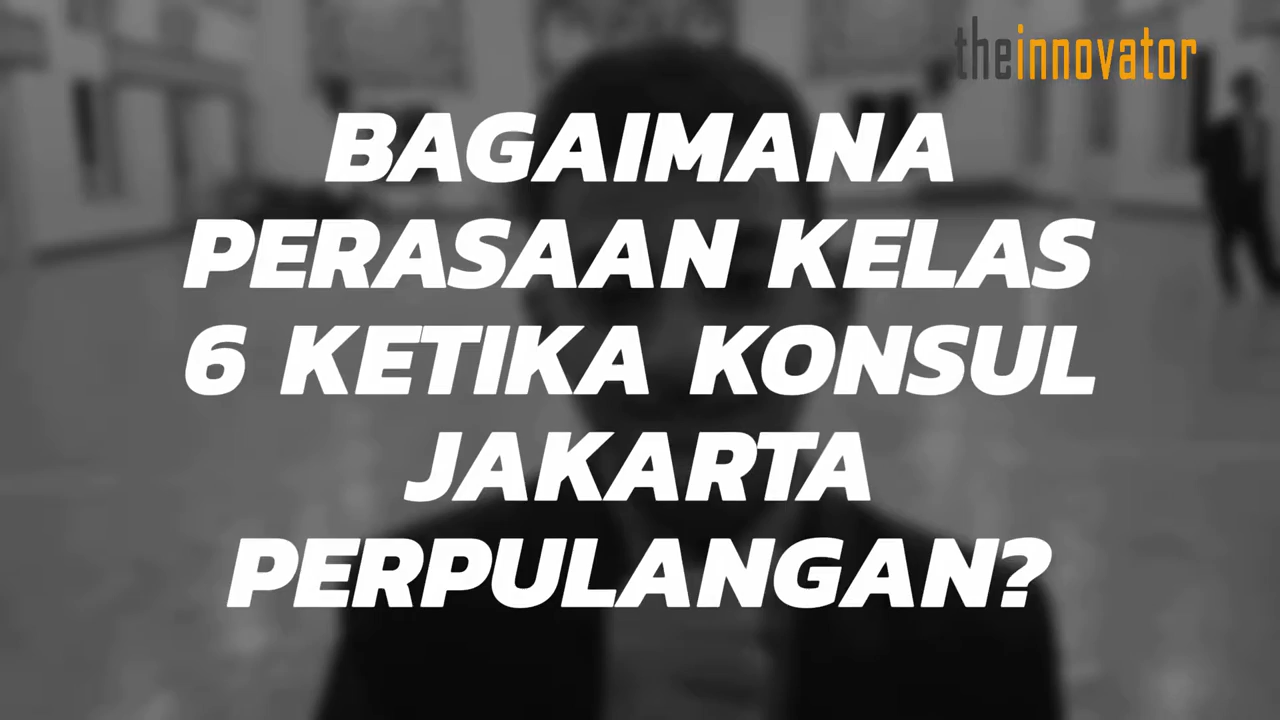 theinnovator
BAGAIMANA
PERASAAN KELAS
6 KETIKA KONSUL
JAKARTA
PERPULANGAN?